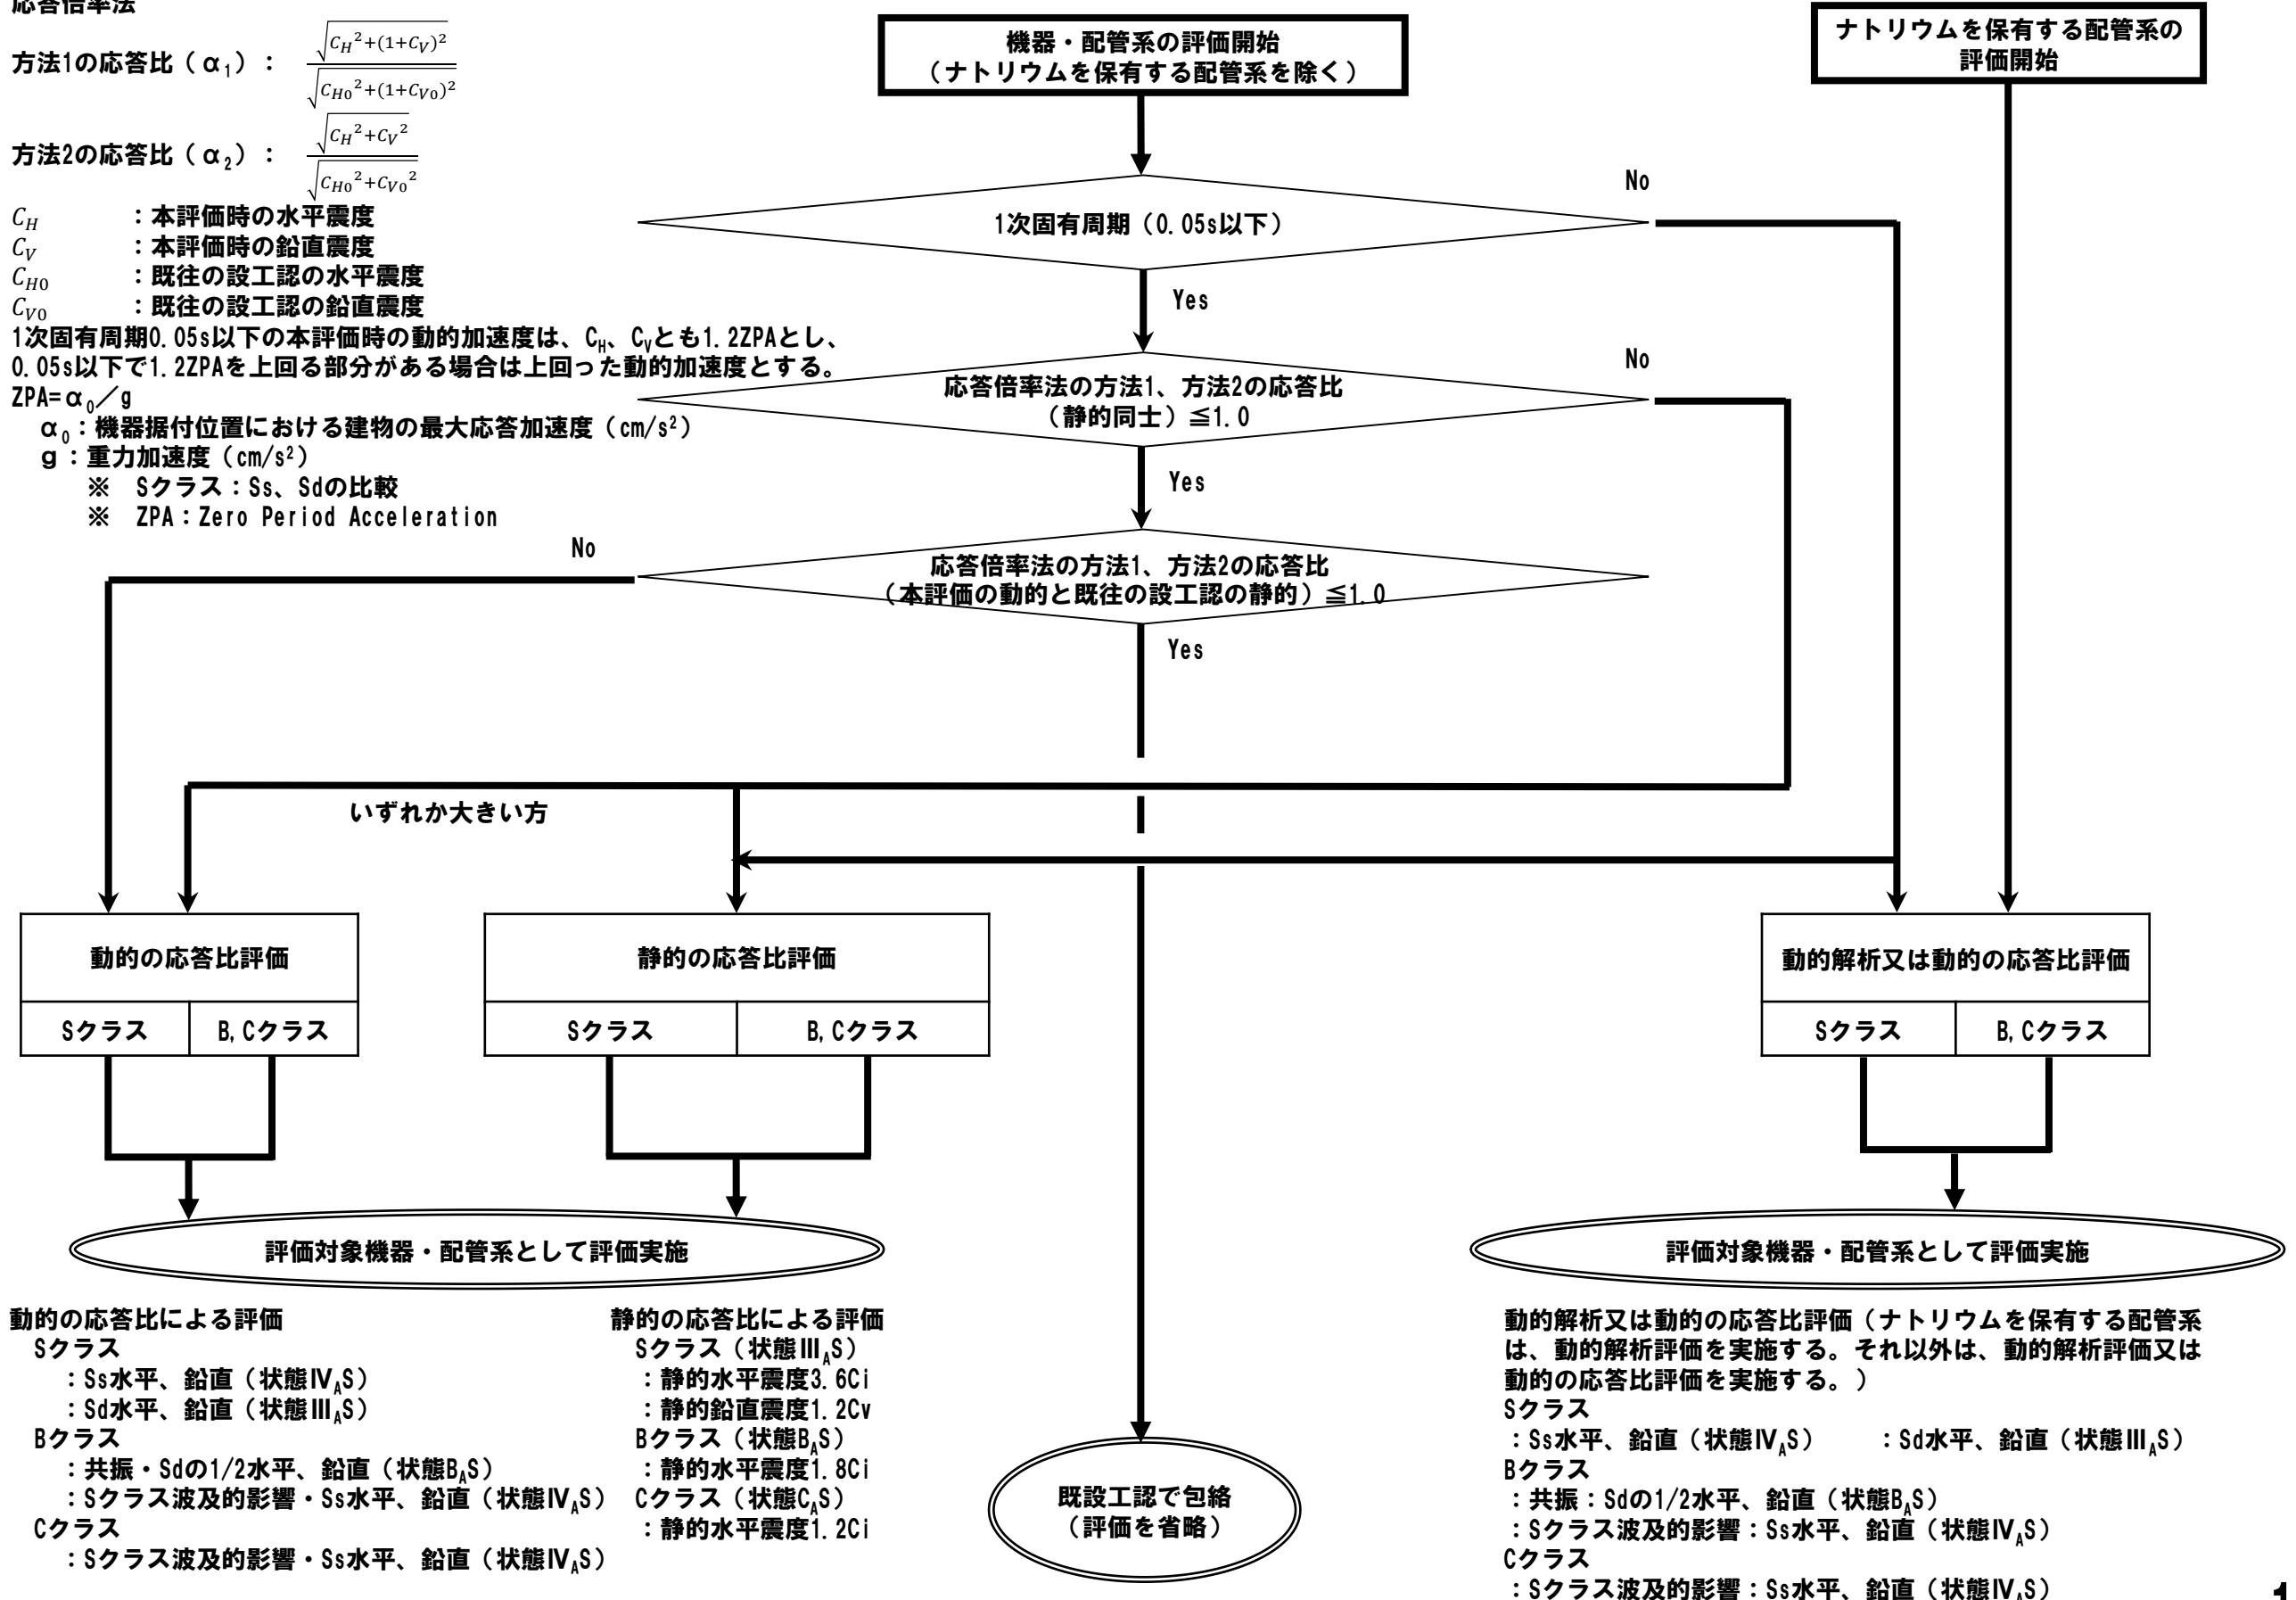 応答倍率法
方法1の応答比（α₁）： √(C_H²+(1+C_V)²) / √(C_H0²+(1+C_V0)²)
方法2の応答比（α₂）： √(C_H²+C_V²) / √(C_H0²+C_V0²)
C_H ：本評価時の水平震度
C_V ：本評価時の鉛直震度
C_H0 ：既往の設工認の水平震度
C_V0 ：既往の設工認の鉛直震度
1次固有周期0.05s以下の本評価時の動的加速度は、C_H、C_Vとも1.2ZPAとし、
0.05s以下で1.2ZPAを上回る部分がある場合は上回った動的加速度とする。
ZPA=α₀／g
α₀：機器据付位置における建物の最大応答加速度（cm/s²）
g：重力加速度（cm/s²）
※ Sクラス：Ss、Sdの比較
※ ZPA：Zero Period Acceleration
機器・配管系の評価開始
（ナトリウムを保有する配管系を除く）
ナトリウムを保有する配管系の
評価開始
1次固有周期（0.05s以下）
No
Yes
応答倍率法の方法1、方法2の応答比
（静的同士）≦1.0
No
Yes
応答倍率法の方法1、方法2の応答比
（本評価の動的と既往の設工認の静的）≦1.0
No
Yes
いずれか大きい方
動的の応答比評価
Sクラス
B,Cクラス
静的の応答比評価
Sクラス
B,Cクラス
動的解析又は動的の応答比評価
Sクラス
B,Cクラス
評価対象機器・配管系として評価実施
評価対象機器・配管系として評価実施
動的の応答比による評価
Sクラス
：Ss水平、鉛直（状態Ⅳ_AS）
：Sd水平、鉛直（状態Ⅲ_AS）
Bクラス
：共振・Sdの1/2水平、鉛直（状態B_AS）
：Sクラス波及的影響・Ss水平、鉛直（状態Ⅳ_AS）
Cクラス
：Sクラス波及的影響・Ss水平、鉛直（状態Ⅳ_AS）
静的の応答比による評価
Sクラス（状態Ⅲ_AS）
：静的水平震度3.6Ci
：静的鉛直震度1.2Cv
Bクラス（状態B_AS）
：静的水平震度1.8Ci
Cクラス（状態C_AS）
：静的水平震度1.2Ci
既設工認で包絡
（評価を省略）
動的解析又は動的の応答比評価（ナトリウムを保有する配管系
は、動的解析評価を実施する。それ以外は、動的解析評価又は
動的の応答比評価を実施する。）
Sクラス
：Ss水平、鉛直（状態Ⅳ_AS） ：Sd水平、鉛直（状態Ⅲ_AS）
Bクラス
：共振：Sdの1/2水平、鉛直（状態B_AS）
：Sクラス波及的影響：Ss水平、鉛直（状態Ⅳ_AS）
Cクラス
：Sクラス波及的影響：Ss水平、鉛直（状態Ⅳ_AS）